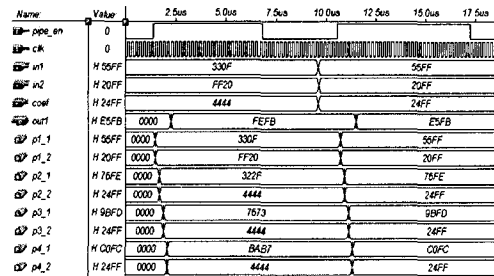 Name: Value: 2.5us 5.0us 7.5us 10.0us 12.5us 15.0us 17.5us
pipe_en 0
clk 0
in1 H 55FF 330F 55FF
in2 H 20FF FF20 20FF
coef H 24FF 4444 24FF
out1 H E5FB 0000 FEFB E5FB
p1_1 H 55FF 0000 330F 55FF
p1_2 H 20FF 0000 FF20 20FF
p2_1 H 76FE 0000 322F 76FE
p2_2 H 24FF 0000 4444 24FF
p3_1 H 9BFD 0000 7673 9BFD
p3_2 H 24FF 0000 4444 24FF
p4_1 H C0FC 0000 BAB7 C0FC
p4_2 H 24FF 0000 4444 24FF